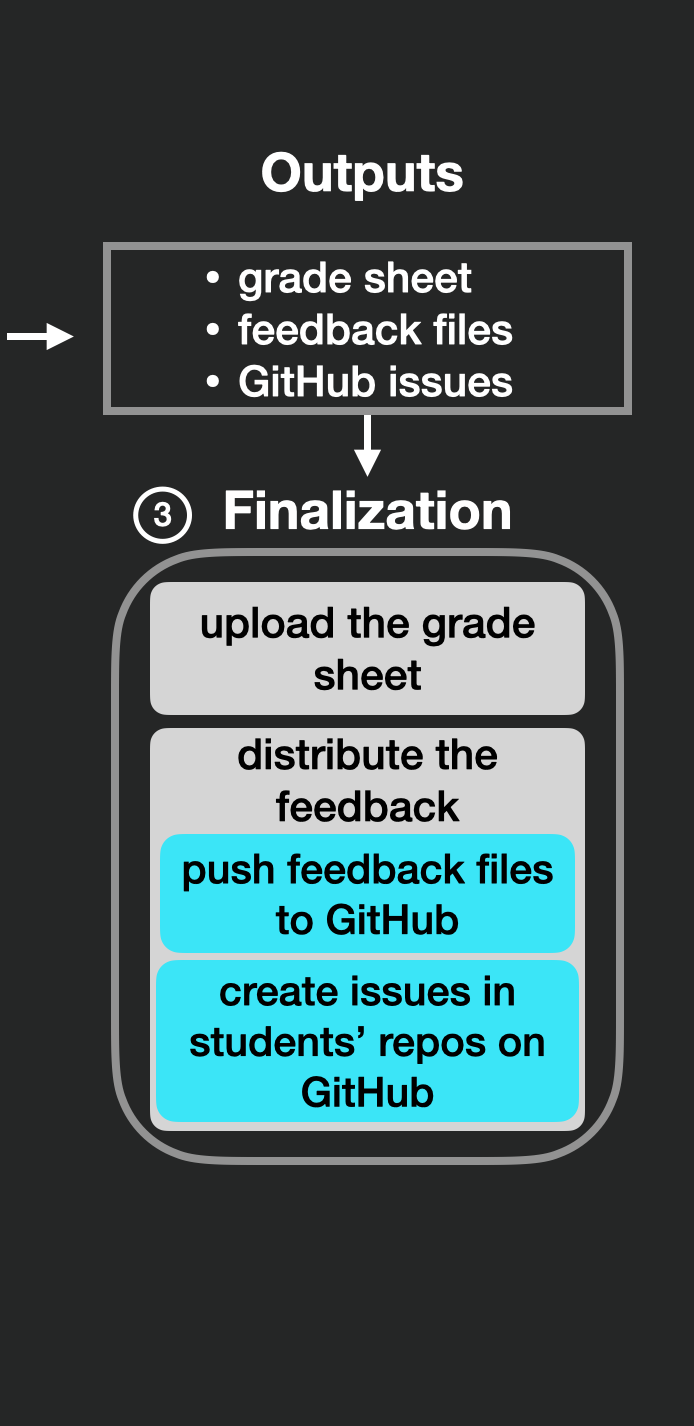 Outputs
• grade sheet
• feedback files
• GitHub issues
3 Finalization
upload the grade
sheet
distribute the
feedback
push feedback files
to GitHub
create issues in
students’ repos on
GitHub